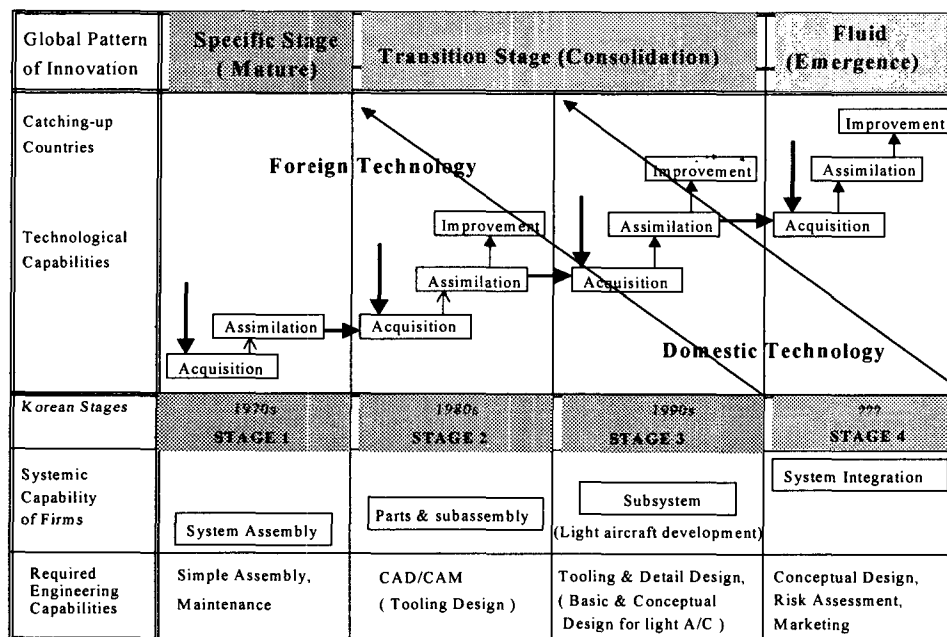 Global Pattern
of Innovation
Specific Stage
(Mature)
Transition Stage (Consolidation)
Fluid
(Emergence)
Catching-up
Countries
Technological
Capabilities
Foreign Technology
Domestic Technology
Acquisition
Assimilation
Acquisition
Assimilation
Improvement
Acquisition
Assimilation
Improvement
Acquisition
Assimilation
Improvement
Korean Stages
1970s
STAGE 1
1980s
STAGE 2
1990s
STAGE 3
???
STAGE 4
Systemic
Capability
of Firms
System Assembly
Parts & subassembly
Subsystem
(Light aircraft development)
System Integration
Required
Engineering
Capabilities
Simple Assembly,
Maintenance
CAD/CAM
( Tooling Design )
Tooling & Detail Design,
( Basic & Conceptual
Design for light A/C )
Conceptual Design,
Risk Assessment,
Marketing